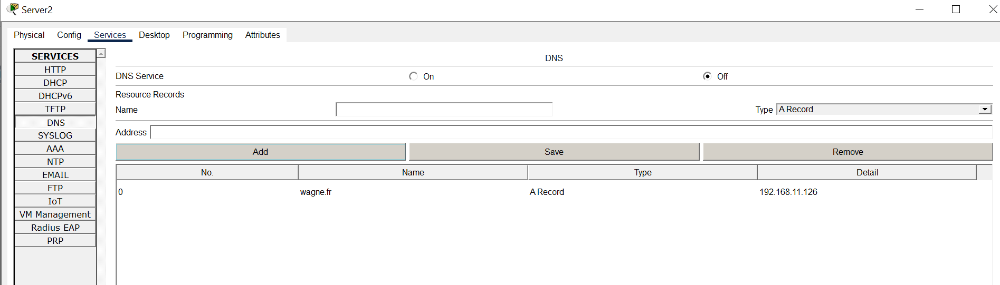 Server2
Physical Config Services Desktop Programming Attributes
SERVICES
HTTP
DHCP
DHCPv6
TFTP
DNS
SYSLOG
AAA
NTP
EMAIL
FTP
IoT
VM Management
Radius EAP
PRP
DNS
DNS Service On Off
Resource Records
Name Type A Record
Address
Add Save Remove
No. Name Type Detail
0 wagne.fr A Record 192.168.11.126